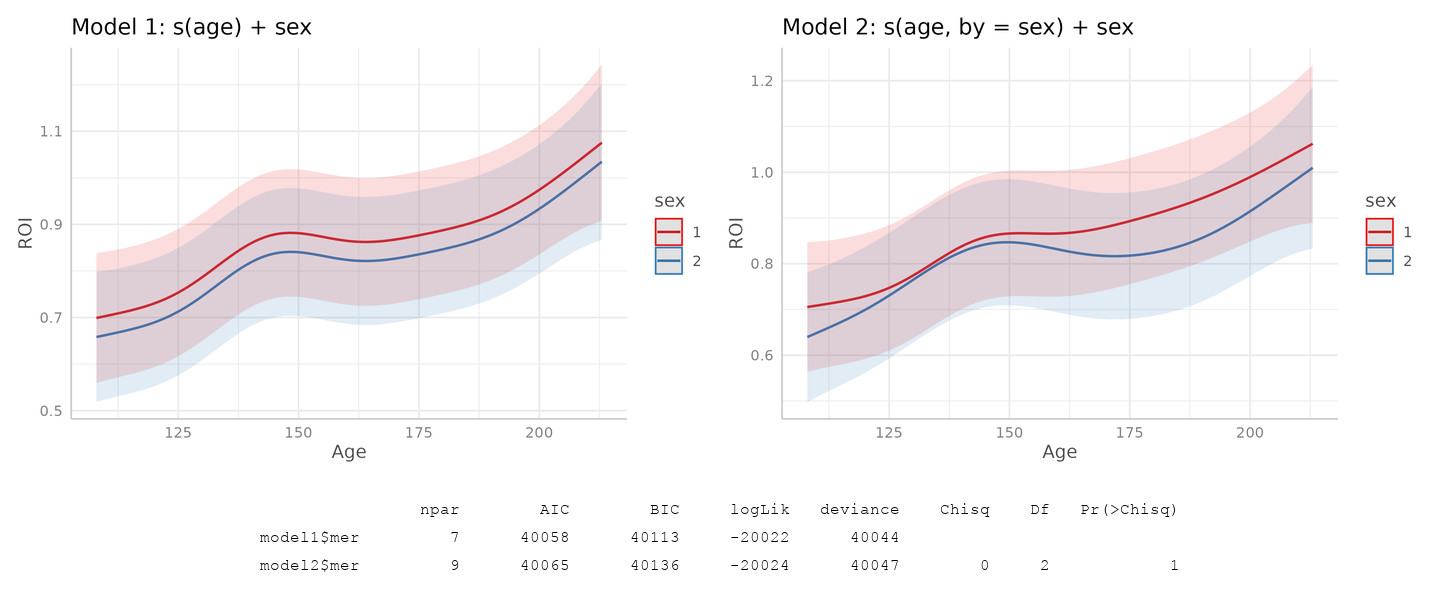 Model 1: s(age) + sex
1.1
0.9
0.7
0.5
ROI
125 150 175 200
Age
sex
1
2
Model 2: s(age, by = sex) + sex
1.2
1.0
0.8
0.6
ROI
125 150 175 200
Age
sex
1
2
npar AIC BIC logLik deviance Chisq Df Pr(>Chisq)
model1$mer 7 40058 40113 -20022 40044
model2$mer 9 40065 40136 -20024 40047 0 2 1